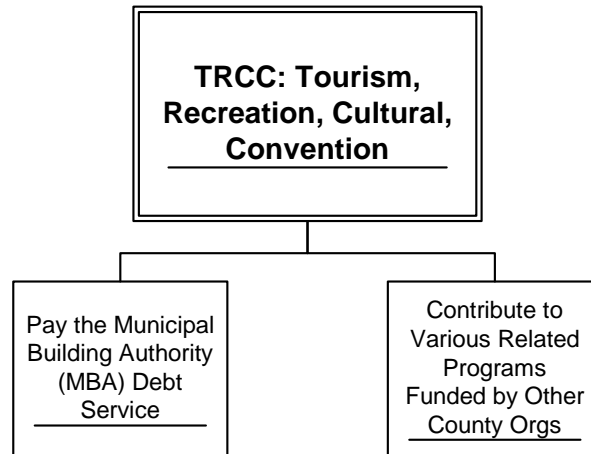 TRCC: Tourism,
Recreation, Cultural,
Convention
Pay the Municipal
Building Authority
(MBA) Debt
Service
Contribute to
Various Related
Programs
Funded by Other
County Orgs